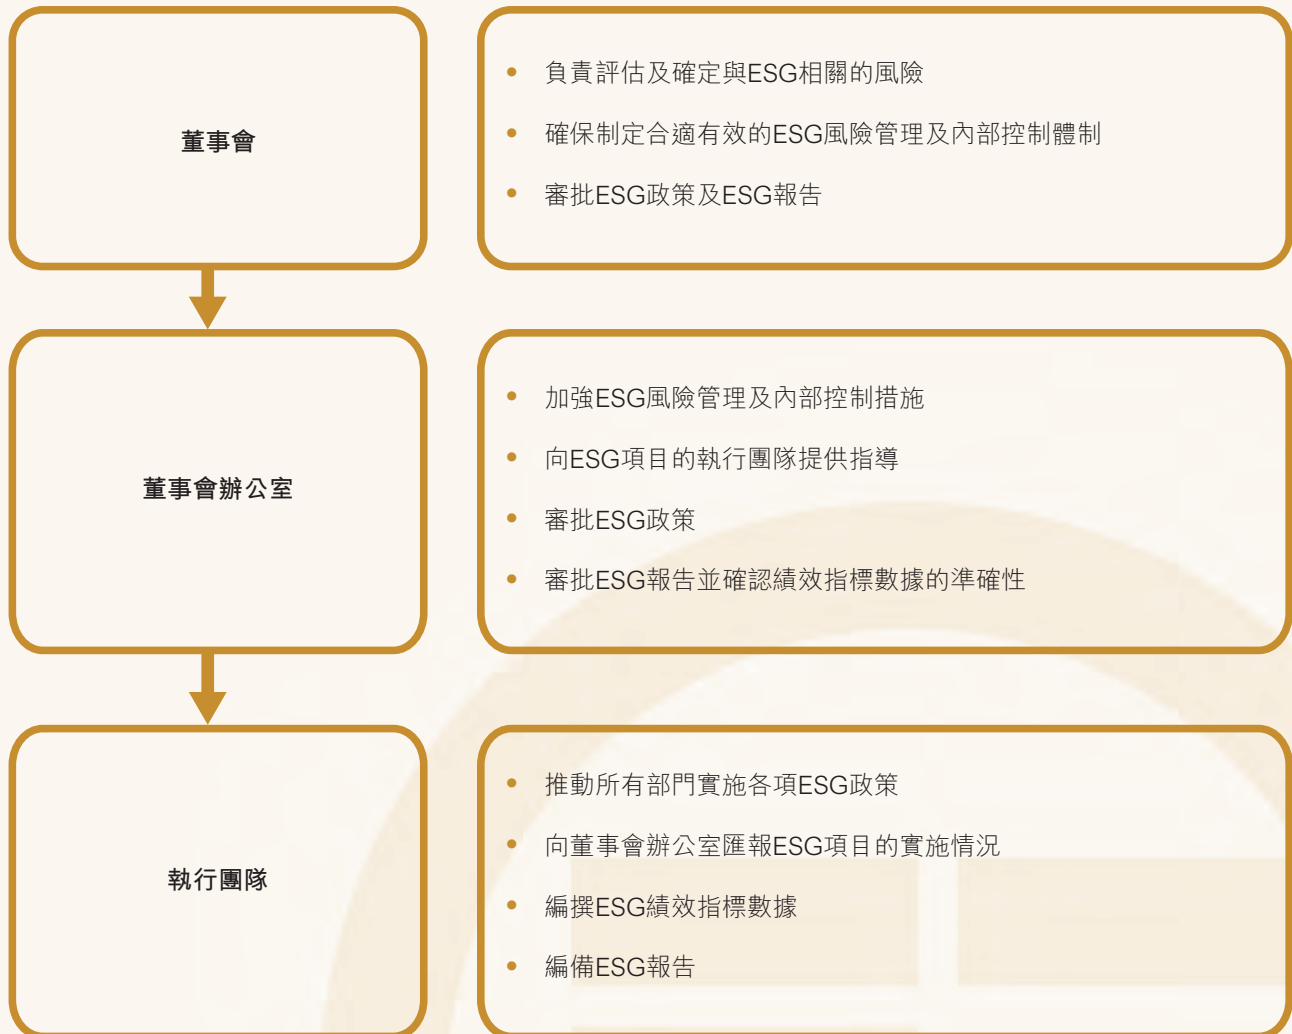 董事會
• 負責評估及確定與ESG相關的風險
• 確保制定合適有效的ESG風險管理及內部控制體制
• 審批ESG政策及ESG報告
董事會辦公室
• 加強ESG風險管理及內部控制措施
• 向ESG項目的執行團隊提供指導
• 審批ESG政策
• 審批ESG報告並確認績效指標數據的準確性
執行團隊
• 推動所有部門實施各項ESG政策
• 向董事會辦公室匯報ESG項目的實施情況
• 編撰ESG績效指標數據
• 編備ESG報告